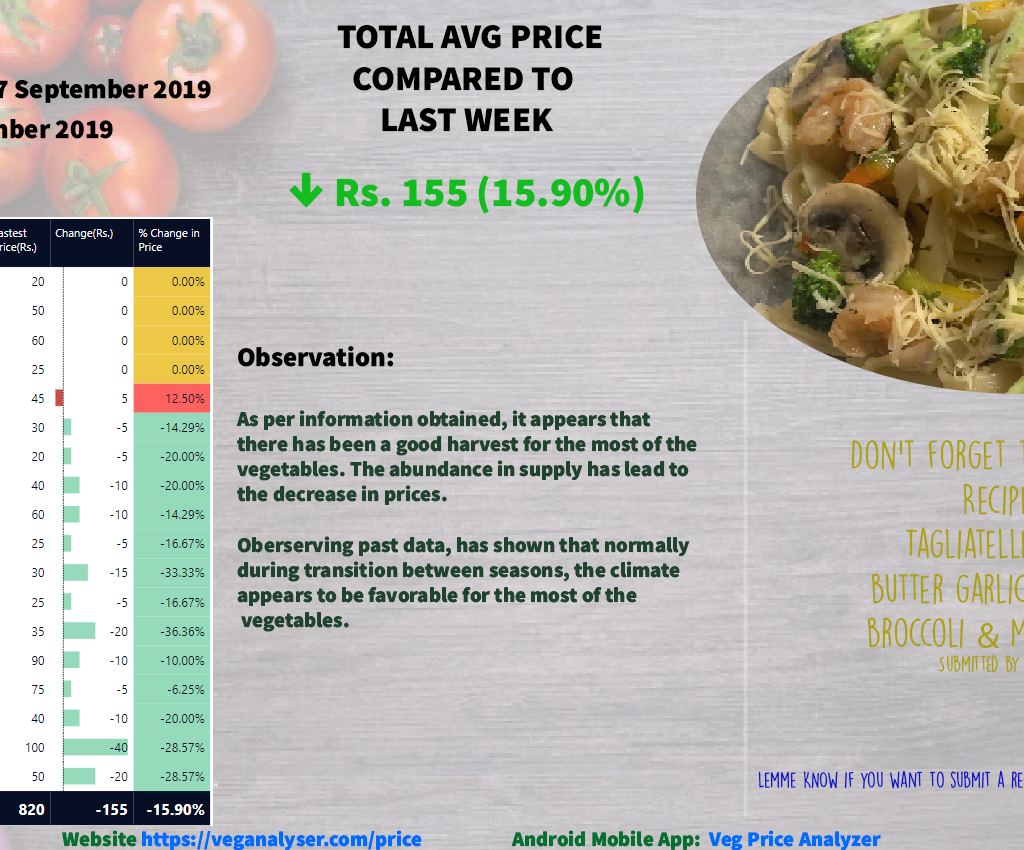 7 September 2019
2019
TOTAL AVG PRICE
COMPARED TO
LAST WEEK
Rs. 155 (15.90%)
Change(Rs.) % Change in
Price
20 0 0.00%
50 0 0.00%
60 0 0.00%
25 0 0.00%
45 5 12.50%
30 -5 -14.29%
20 -5 -20.00%
40 -10 -20.00%
60 -10 -14.29%
25 -5 -16.67%
30 -15 -33.33%
25 -5 -16.67%
35 -20 -36.36%
90 -10 -10.00%
75 -5 -6.25%
40 -10 -20.00%
100 -40 -28.57%
50 -20 -28.57%
820 -155 -15.90%
Observation:
As per information obtained, it appears that
there has been a good harvest for the most of the
vegetables. The abundance in supply has lead to
the decrease in prices.
Oberserving past data, has shown that normally
during transition between seasons, the climate
appears to be favorable for the most of the
vegetables.
DON'T FORGET
RECIPE
TAGLIATELLE
BUTTER GARLIC
BROCCOLI &
SUBMITTED BY
LEMME KNOW IF YOU WANT TO SUBMIT A
Website https://veganalyser.com/price
Android Mobile App: Veg Price Analyzer